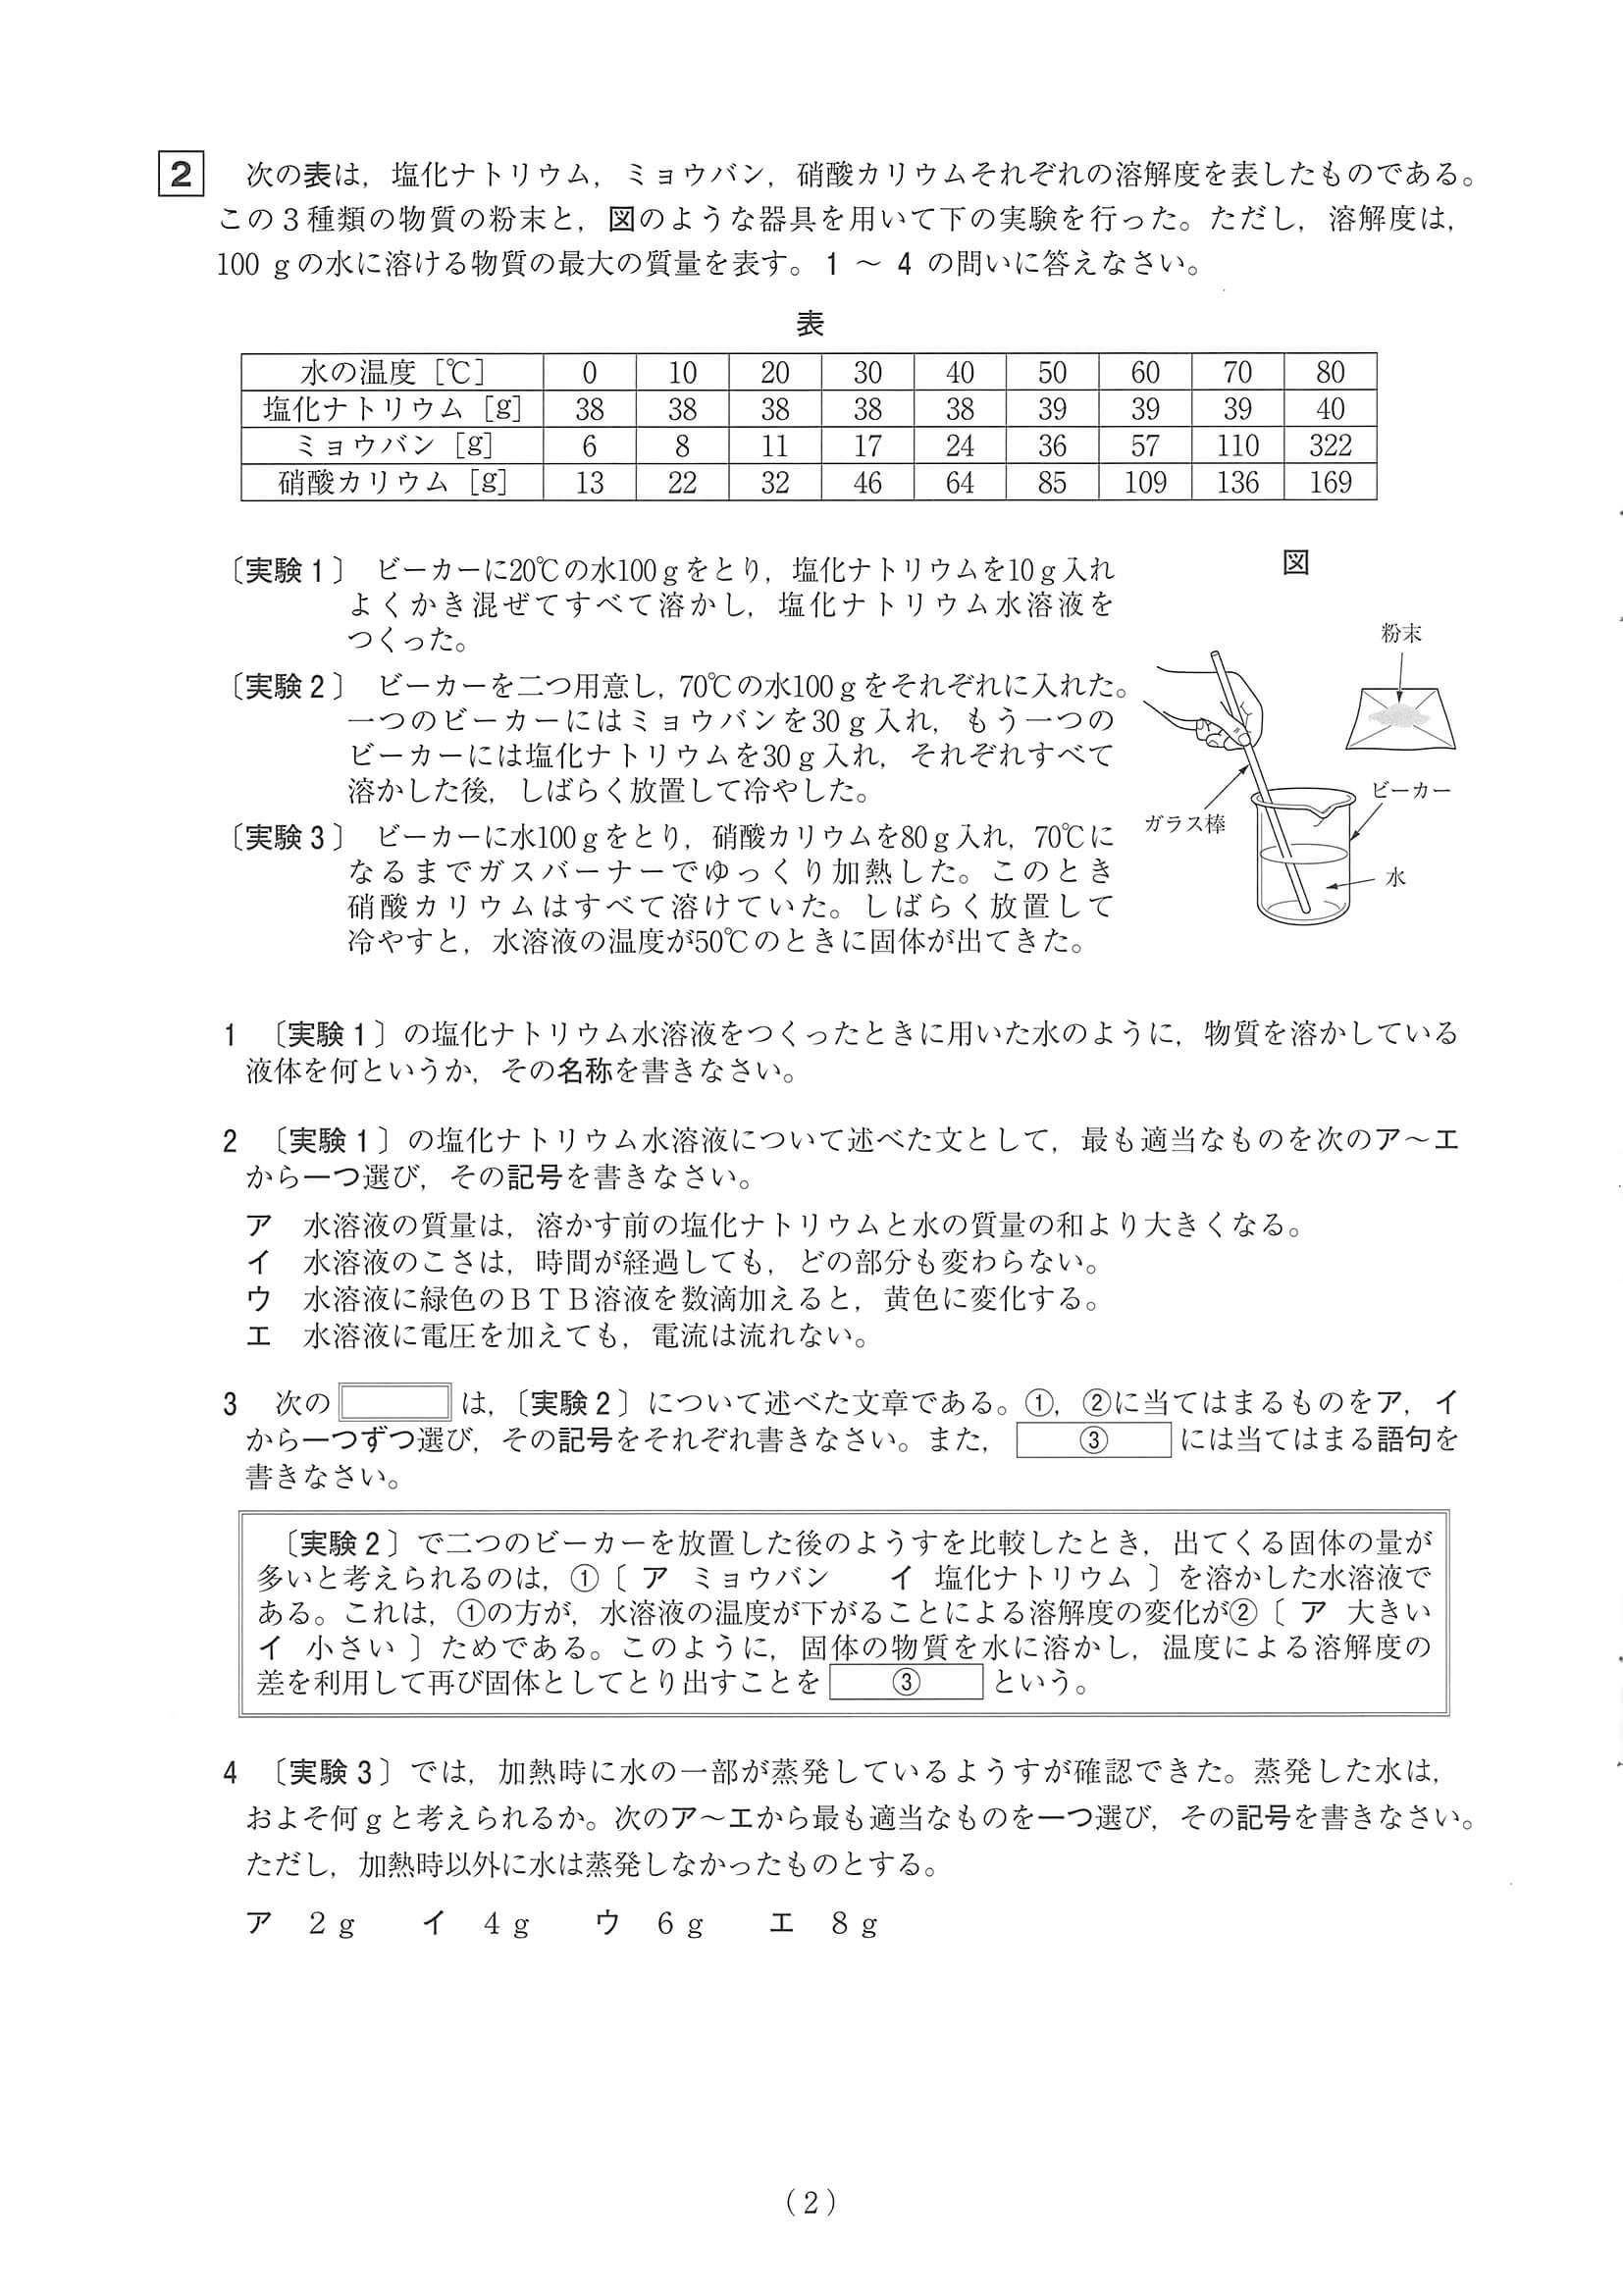 2　次の表は，塩化ナトリウム，ミョウバン，硝酸カリウムそれぞれの溶解度を表したものである。
この3種類の物質の粉末と，図のような器具を用いて下の実験を行った。ただし，溶解度は，
100 gの水に溶ける物質の最大の質量を表す。1 ～ 4 の問いに答えなさい。
表
水の温度［℃］ 0 10 20 30 40 50 60 70 80
塩化ナトリウム［g］ 38 38 38 38 38 39 39 39 40
ミョウバン［g］ 6 8 11 17 24 36 57 110 322
硝酸カリウム［g］ 13 22 32 46 64 85 109 136 169
〔実験1〕 ビーカーに20℃の水100gをとり，塩化ナトリウムを10g入れ
よくかき混ぜてすべて溶かし，塩化ナトリウム水溶液を
つくった。
〔実験2〕 ビーカーを二つ用意し，70℃の水100gをそれぞれに入れた。
一つのビーカーにはミョウバンを30g入れ，もう一つの
ビーカーには塩化ナトリウムを30g入れ，それぞれすべて
溶かした後，しばらく放置して冷やした。
〔実験3〕 ビーカーに水100gをとり，硝酸カリウムを80g入れ，70℃に
なるまでガスバーナーでゆっくり加熱した。このとき
硝酸カリウムはすべて溶けていた。しばらく放置して
冷やすと，水溶液の温度が50℃のときに固体が出てきた。
図
粉末
ビーカー
ガラス棒
水
1 〔実験1〕の塩化ナトリウム水溶液をつくったときに用いた水のように，物質を溶かしている
液体を何というか，その名称を書きなさい。
2 〔実験1〕の塩化ナトリウム水溶液について述べた文として，最も適当なものを次のア～エ
から一つ選び，その記号を書きなさい。
ア 水溶液の質量は，溶かす前の塩化ナトリウムと水の質量の和より大きくなる。
イ 水溶液のこさは，時間が経過しても，どの部分も変わらない。
ウ 水溶液に緑色のBTB溶液を数滴加えると，黄色に変化する。
エ 水溶液に電圧を加えても，電流は流れない。
3 次の は，〔実験2〕について述べた文章である。①，②に当てはまるものをア，イ
から一つずつ選び，その記号をそれぞれ書きなさい。また， ③ には当てはまる語句を
書きなさい。
〔実験2〕で二つのビーカーを放置した後のようすを比較したとき，出てくる固体の量が
多いと考えられるのは，①〔 ア ミョウバン イ 塩化ナトリウム 〕を溶かした水溶液で
ある。これは，①の方が，水溶液の温度が下がることによる溶解度の変化が②〔 ア 大きい
イ 小さい 〕ためである。このように，固体の物質を水に溶かし，温度による溶解度の
差を利用して再び固体としてとり出すことを ③ という。
4 〔実験3〕では，加熱時に水の一部が蒸発しているようすが確認できた。蒸発した水は，
およそ何gと考えられるか。次のア～エから最も適当なものを一つ選び，その記号を書きなさい。
ただし，加熱時以外に水は蒸発しなかったものとする。
ア 2g イ 4g ウ 6g エ 8g
（2）